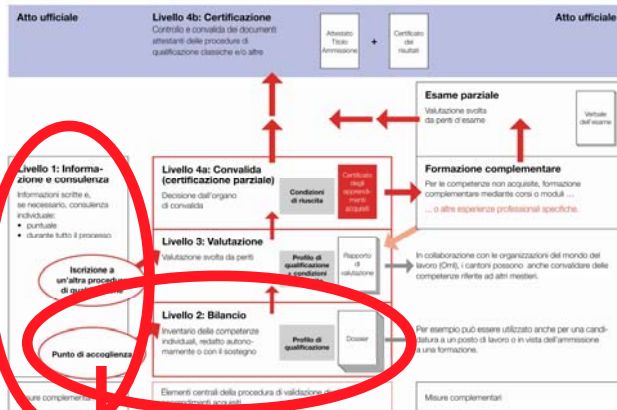 Atto ufficiale
Livello 4b: Certificazione
Controllo e convalida dei documenti
attestanti delle procedure di
qualificazione classiche e/o altre
Attestato
Titolo
Ammissione
+
Certificato
dei
risultati
Atto ufficiale
Esame parziale
Valutazione svolta
da periti d'esame
Verbale
dell'esame
Livello 1: Informa-
zione e consulenza
Informazioni scritte e,
se necessario, consulenza
individuale:
• puntuale
• durante tutto il processo
Iscrizione a
un'altra procedura
di
Punto di accoglienza
Livello 4a: Convalida
(certificazione parziale)
Decisione dall'organo
di convalida
Condizioni
di riuscita
Certificato
degli
apprendi-
menti
acquisiti
Formazione complementare
Per le competenze non acquisite, formazione
complementare mediante corsi o moduli ...
... o altre esperienze professionali specifiche.
Livello 3: Valutazione
Valutazione svolta da periti
Profilo di
qualificazione
+ condizioni
Rapporto
di
valutazione
In collaborazione con le organizzazioni del mondo del
lavoro (Oml), i cantoni possono anche convalidare delle
competenze riferite ad altri mestieri.
Livello 2: Bilancio
Inventario delle competenze
individuali, redatto autono-
mamente o con il sostegno
Profilo di
qualificazione
Dossier
Per esempio può essere utilizzato anche per una candi-
datura a un posto di lavoro o in vista dell'ammissione
a una formazione.
complementari
Elementi centrali della procedura di validazione
apprendimenti acquisiti
Misure complementari